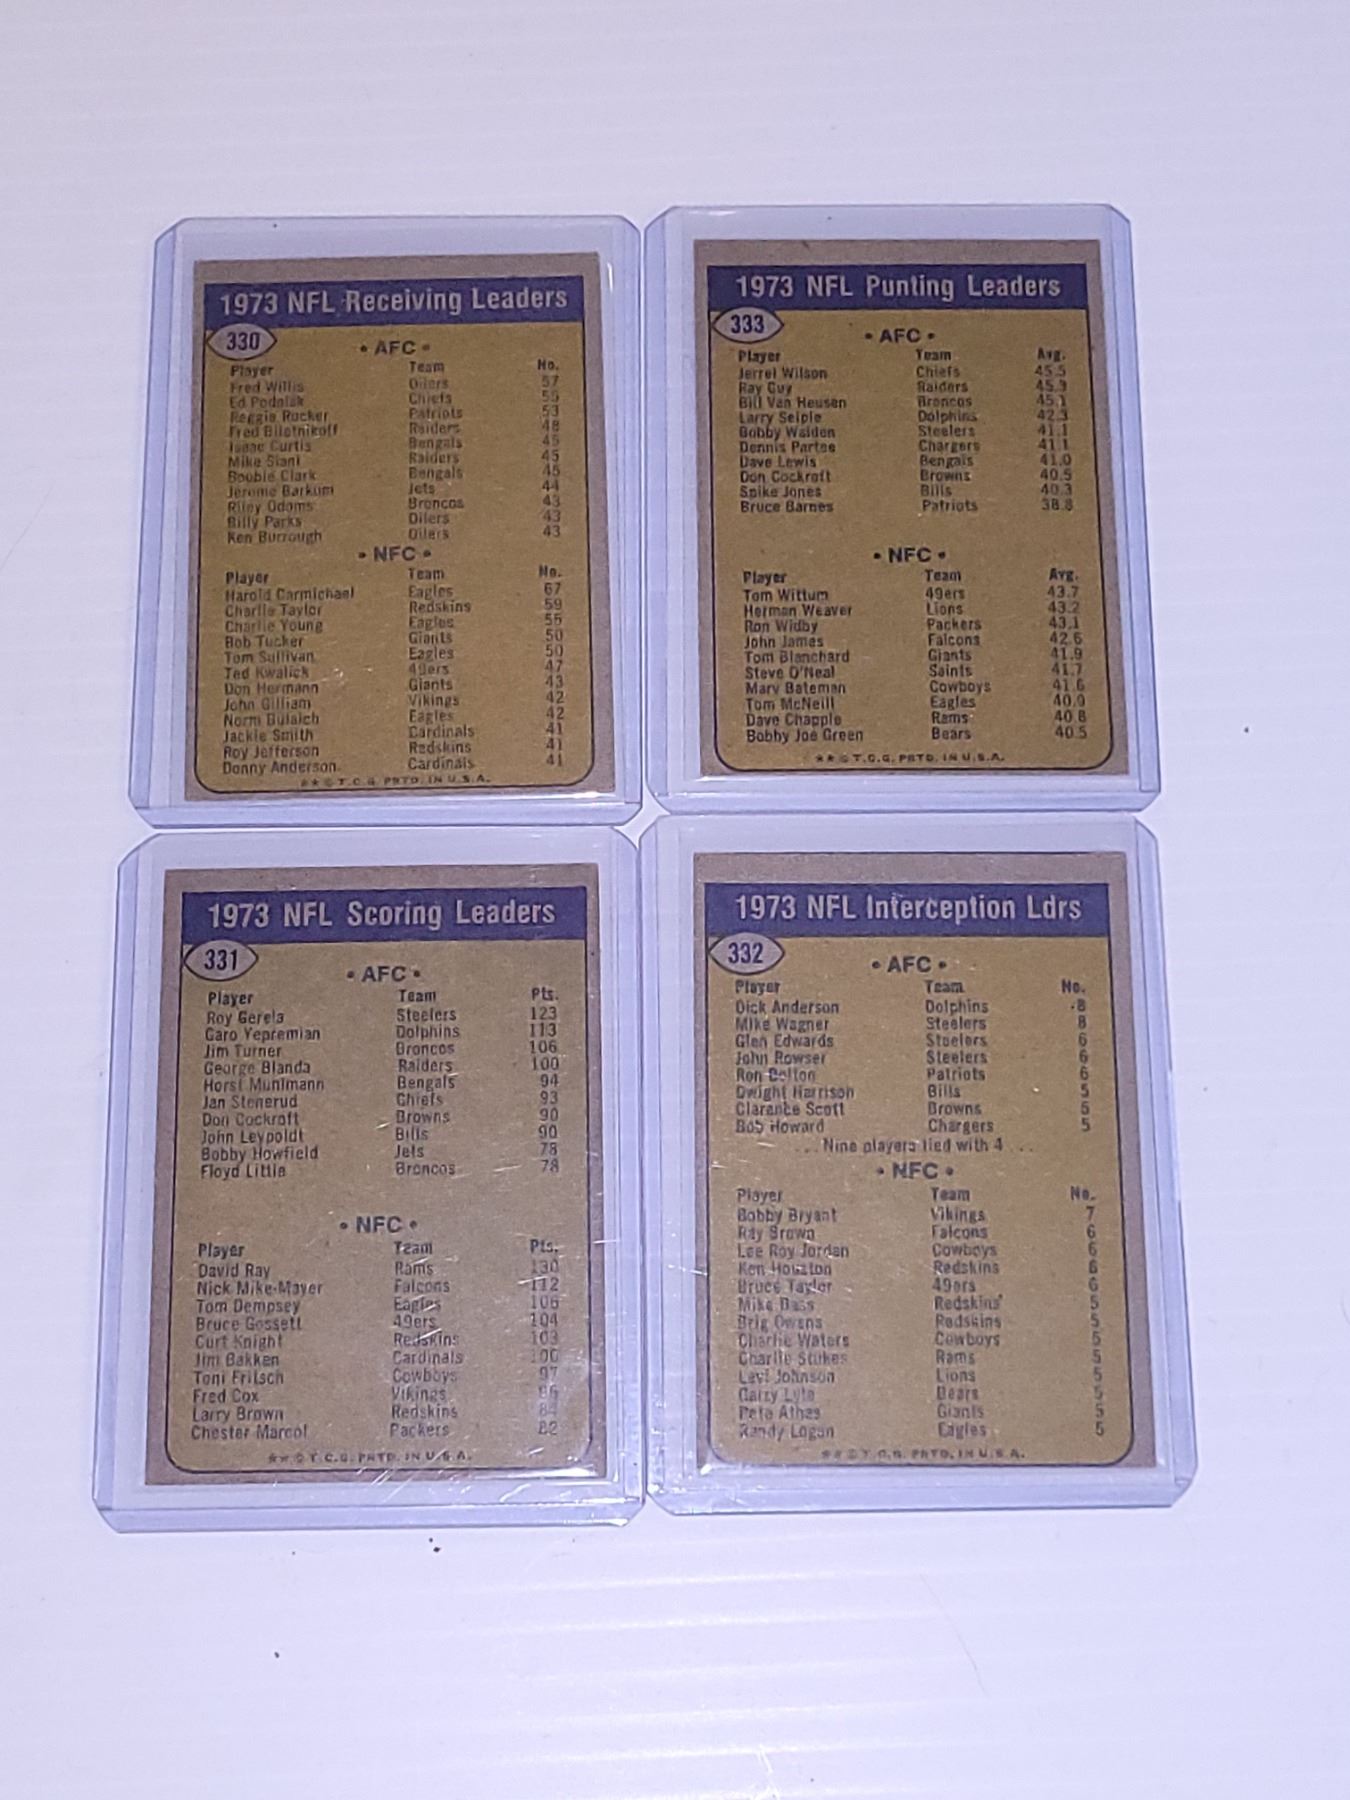 1973 NFL Receiving Leaders
330
• AFC •
Player Team No.
Fred Willis Oilers 57
Ed Podolak Chiefs 55
Reggie Rucker Patriots 53
Fred Biletnikoff Raiders 48
Isaac Curtis Bengals 45
Mike Siani Raiders 45
Boobie Clark Bengals 45
Jerome Barkum Jets 44
Riley Odoms Broncos 43
Billy Parks Oilers 43
Ken Burrough Oilers 43
• NFC •
Player Team No.
Harold Carmichael Eagles 67
Charlie Taylor Redskins 59
Charlie Young Eagles 55
Bob Tucker Giants 50
Tom Sullivan Eagles 50
Ted Kwalick 49ers 47
Don Hermann Giants 43
John Gilliam Vikings 42
Norm Bulaich Eagles 42
Jackie Smith Cardinals 41
Roy Jefferson Redskins 41
Donny Anderson Cardinals 41
★★ © T.C.G. PRTD. IN U.S.A.
1973 NFL Punting Leaders
333
• AFC •
Player Team Avg.
Jerrel Wilson Chiefs 45.5
Ray Guy Raiders 45.3
Bill Van Heusen Broncos 45.1
Larry Seiple Dolphins 42.3
Bobby Walden Steelers 41.1
Dennis Partee Chargers 41.1
Dave Lewis Bengals 41.0
Don Cockroft Browns 40.5
Spike Jones Bills 40.3
Bruce Barnes Patriots 38.8
• NFC •
Player Team Avg.
Tom Wittum 49ers 43.7
Herman Weaver Lions 43.2
Ron Widby Packers 43.1
John James Falcons 42.6
Tom Blanchard Giants 41.9
Steve O'Neal Saints 41.7
Marv Bateman Cowboys 41.6
Tom McNeill Eagles 40.9
Dave Chapple Rams 40.8
Bobby Joe Green Bears 40.5
★★ © T.C.G. PRTD. IN U.S.A.
1973 NFL Scoring Leaders
331
• AFC •
Player Team Pts.
Roy Gerela Steelers 123
Garo Yepremian Dolphins 113
Jim Turner Broncos 106
George Blanda Raiders 100
Horst Muhlmann Bengals 94
Jan Stenerud Chiefs 93
Don Cockroft Browns 90
John Leypoldt Bills 90
Bobby Howfield Jets 78
Floyd Little Broncos 78
• NFC •
Player Team Pts.
David Ray Rams 130
Nick Mike-Mayer Falcons 112
Tom Dempsey Eagles 106
Bruce Gossett 49ers 104
Curt Knight Redskins 103
Jim Bakken Cardinals 100
Toni Fritsch Cowboys 97
Fred Cox Vikings 96
Larry Brown Redskins 84
Chester Marcol Packers 82
★★ © T.C.G. PRTD. IN U.S.A.
1973 NFL Interception Ldrs
332
• AFC •
Player Team No.
Dick Anderson Dolphins 8
Mike Wagner Steelers 8
Glen Edwards Steelers 6
John Rowser Steelers 6
Ron Bolton Patriots 6
Dwight Harrison Bills 5
Clarence Scott Browns 5
Bob Howard Chargers 5
... Nine players tied with 4 ...
• NFC •
Player Team No.
Bobby Bryant Vikings 7
Ray Brown Falcons 6
Lee Roy Jordan Cowboys 6
Ken Houston Redskins 6
Bruce Taylor 49ers 6
Mike Bass Redskins 5
Brig Owens Redskins 5
Charlie Waters Cowboys 5
Charlie Stukes Rams 5
Levi Johnson Lions 5
Garry Lyle Bears 5
Pete Athas Giants 5
Randy Logan Eagles 5
★★ © T.C.G. PRTD. IN U.S.A.